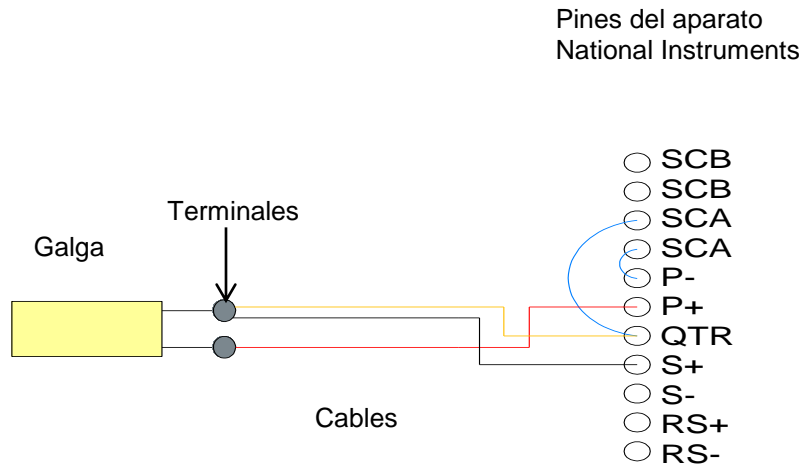 Pines del aparato
National Instruments
SCB
SCB
Terminales
SCA
Galga
SCA
P-
P+
QTR
S+
S-
Cables
RS+
RS-